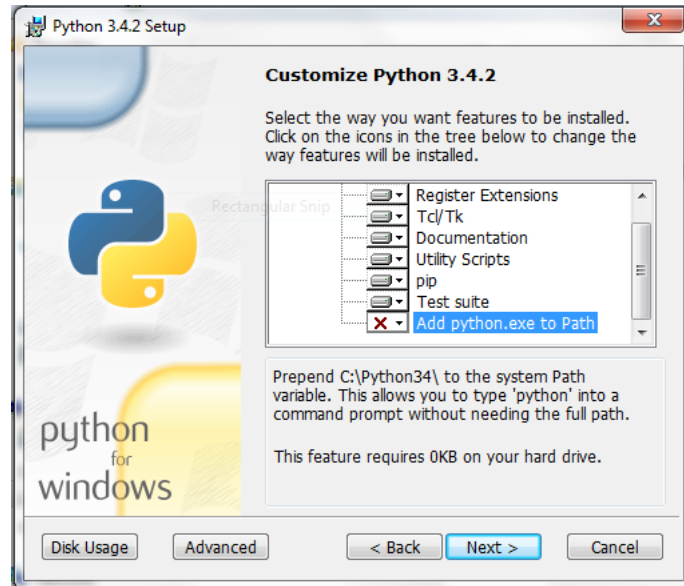 Python 3.4.2 Setup
Customize Python 3.4.2
Select the way you want features to be installed.
Click on the icons in the tree below to change the
way features will be installed.
Rectangular Snip
Register Extensions
Tcl/Tk
Documentation
Utility Scripts
pip
Test suite
Add python.exe to Path
Prepend C:\Python34\ to the system Path
variable. This allows you to type 'python' into a
command prompt without needing the full path.
This feature requires 0KB on your hard drive.
python
for
windows
Disk Usage
Advanced
< Back
Next >
Cancel